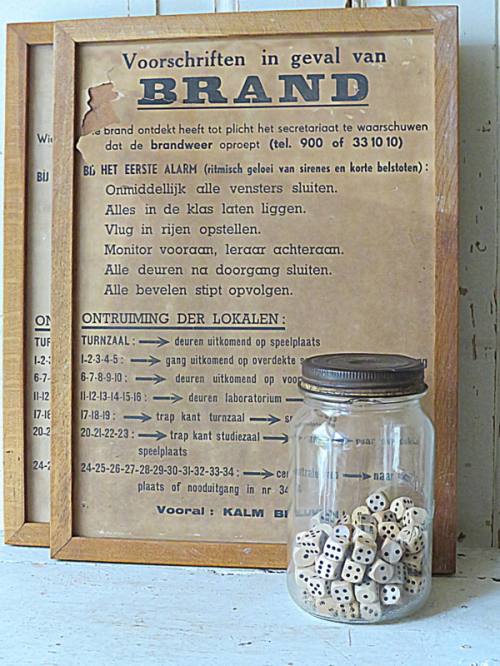 Voorschriften in geval van
BRAND
brand ontdekt heeft tot plicht het secretariaat te waarschuwen
dat de brandweer oproept (tel. 900 of 33 10 10)
BIJ HET EERSTE ALARM (ritmisch geloei van sirenes en korte belstoten) :
Onmiddellijk alle vensters sluiten.
Alles in de klas laten liggen.
Vlug in rijen opstellen.
Monitor vooraan, leraar achteraan.
Alle deuren na doorgang sluiten.
Alle bevelen stipt opvolgen.
ONTRUIMING DER LOKALEN :
TURNZAAL : → deuren uitkomend op speelplaats
1-2-3-4-5 : → gang uitkomend op overdekte
6-7-8-9-10 : → deuren uitkomend op
11-12-13-14-15-16 : → deuren laboratorium →
17-18-19 : → trap kant turnzaal →
20-21-22-23 : → trap kant studiezaal →
speelplaats
24-25-26-27-28-29-30-31-32-33-34 : → → naar
plaats of nooduitgang in nr 34
Vooral : KALM